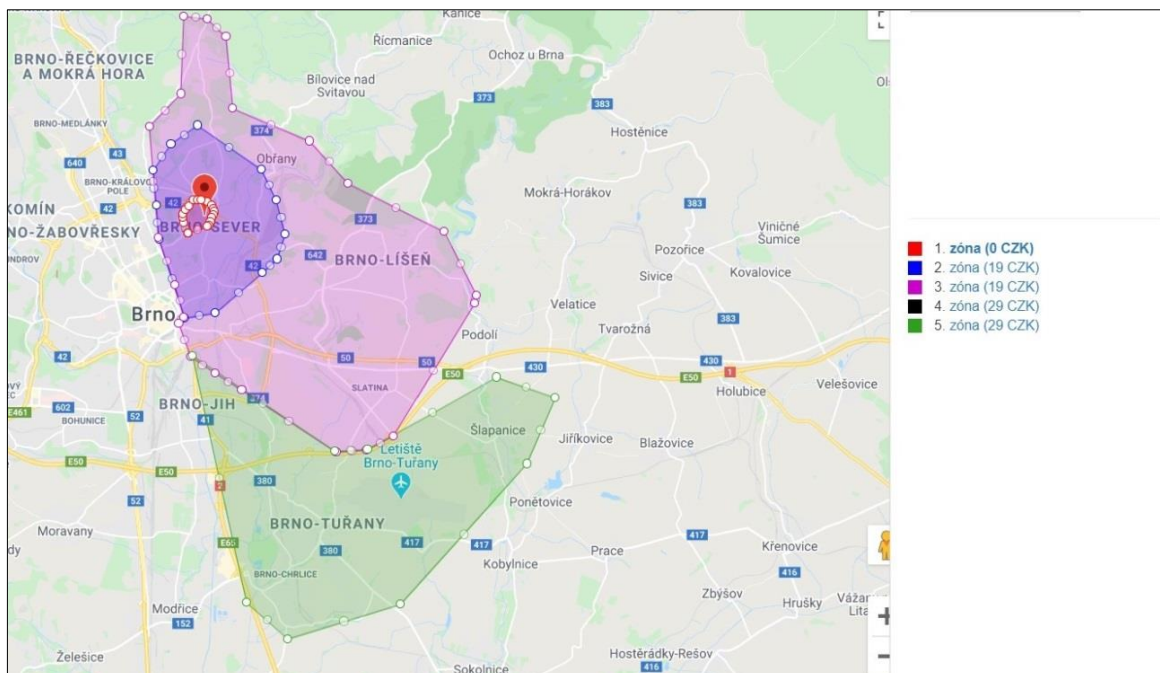 Kanice
Řícmanice
BRNO-ŘEČKOVICE
A MOKRÁ HORA
Ochoz u Brna
Bílovice nad
Svitavou
373
383
BRNO-MEDLÁNKY
374
Hostěnice
43
640
Obřany
BRNO-KRÁLOVO
POLE
42
42
Mokrá-Horákov
KOMÍN
NO-ŽABOVŘESKY
BRNO-SEVER
373
383
Viničné
Šumice
Pozořice
642
BRNO-LÍŠEŇ
42
Sivice
Kovalovice
Velatice
Brno
Tvarožná
383
Podolí
42
50
50
E50
430
430
1
E50
Velešovice
SLATINA
Holubice
E461
602
BRNO-JIH
374
BOHUNICE
52
41
Šlapanice
Jiříkovice
Blažovice
Letiště
Brno-Tuřany
E50
E50
380
2
52
Ponětovice
BRNO-TUŘANY
Moravany
E65
380
417
417
417
Prace
Křenovice
Kobylnice
BRNO-CHRLICE
416
Zbýšov
Modřice
152
Hrušky
Želešice
Hostěrádky-Rešov
416
Sokolnice
1. zóna (0 CZK)
2. zóna (19 CZK)
3. zóna (19 CZK)
4. zóna (29 CZK)
5. zóna (29 CZK)